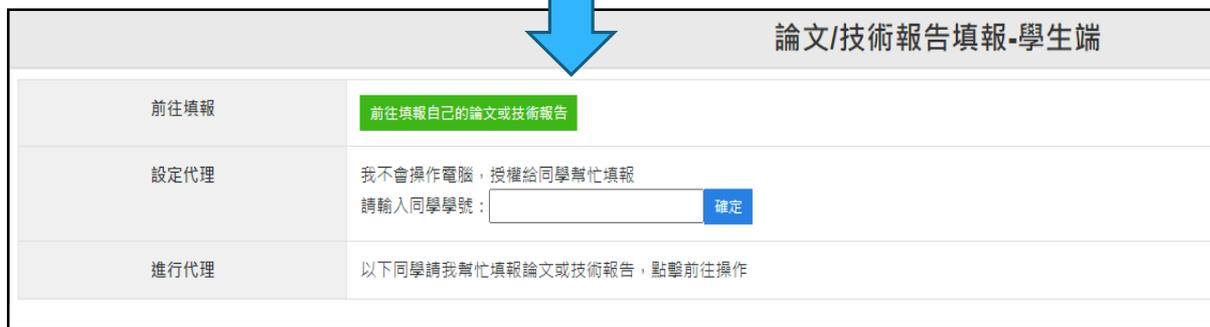 論文/技術報告填報-學生端
前往填報
前往填報自己的論文或技術報告
設定代理
我不會操作電腦，授權給同學幫忙填報
請輸入同學學號：
確定
進行代理
以下同學請我幫忙填報論文或技術報告，點擊前往操作